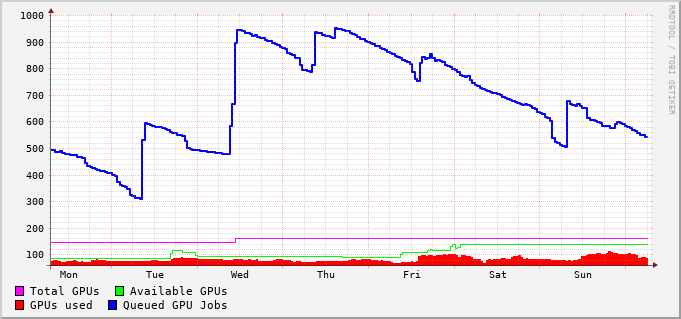 1000
900
800
700
600
500
400
300
200
100
Mon Tue Wed Thu Fri Sat Sun
Total GPUs Available GPUs
GPUs used Queued GPU Jobs
RRDTOOL / TOBI OETIKER